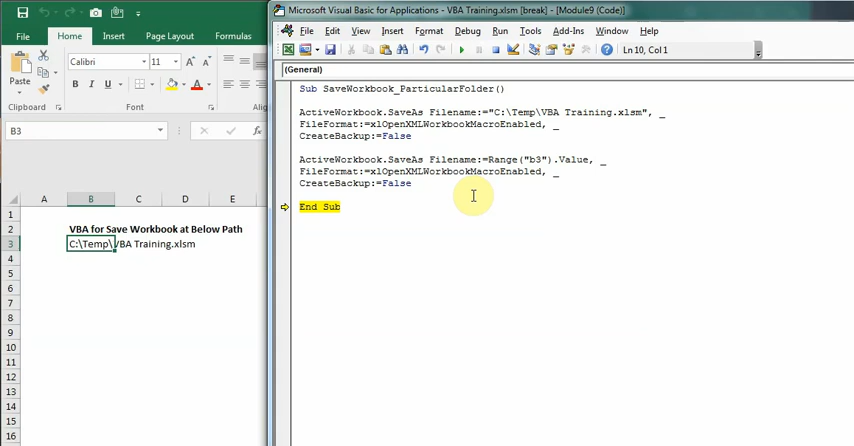 Microsoft Visual Basic for Applications - VBA Training.xlsm [break] - [Module9 (Code)]
File Home Insert Page Layout Formulas
File Edit View Insert Format Debug Run Tools Add-Ins Window Help
Paste
Calibri 11
B I U A
Clipboard
Font
Ln 10, Col 1
(General)
B3
A B C D E
1
2 VBA for Save Workbook at Below Path
3 C:\Temp\VBA Training.xlsm
4
5
6
7
8
9
10
11
12
13
14
15
16
Sub SaveWorkbook_ParticularFolder()
ActiveWorkbook.SaveAs Filename:="C:\Temp\VBA Training.xlsm", _
FileFormat:=xlOpenXMLWorkbookMacroEnabled, _
CreateBackup:=False
ActiveWorkbook.SaveAs Filename:=Range("b3").Value, _
FileFormat:=xlOpenXMLWorkbookMacroEnabled, _
CreateBackup:=False
End Sub